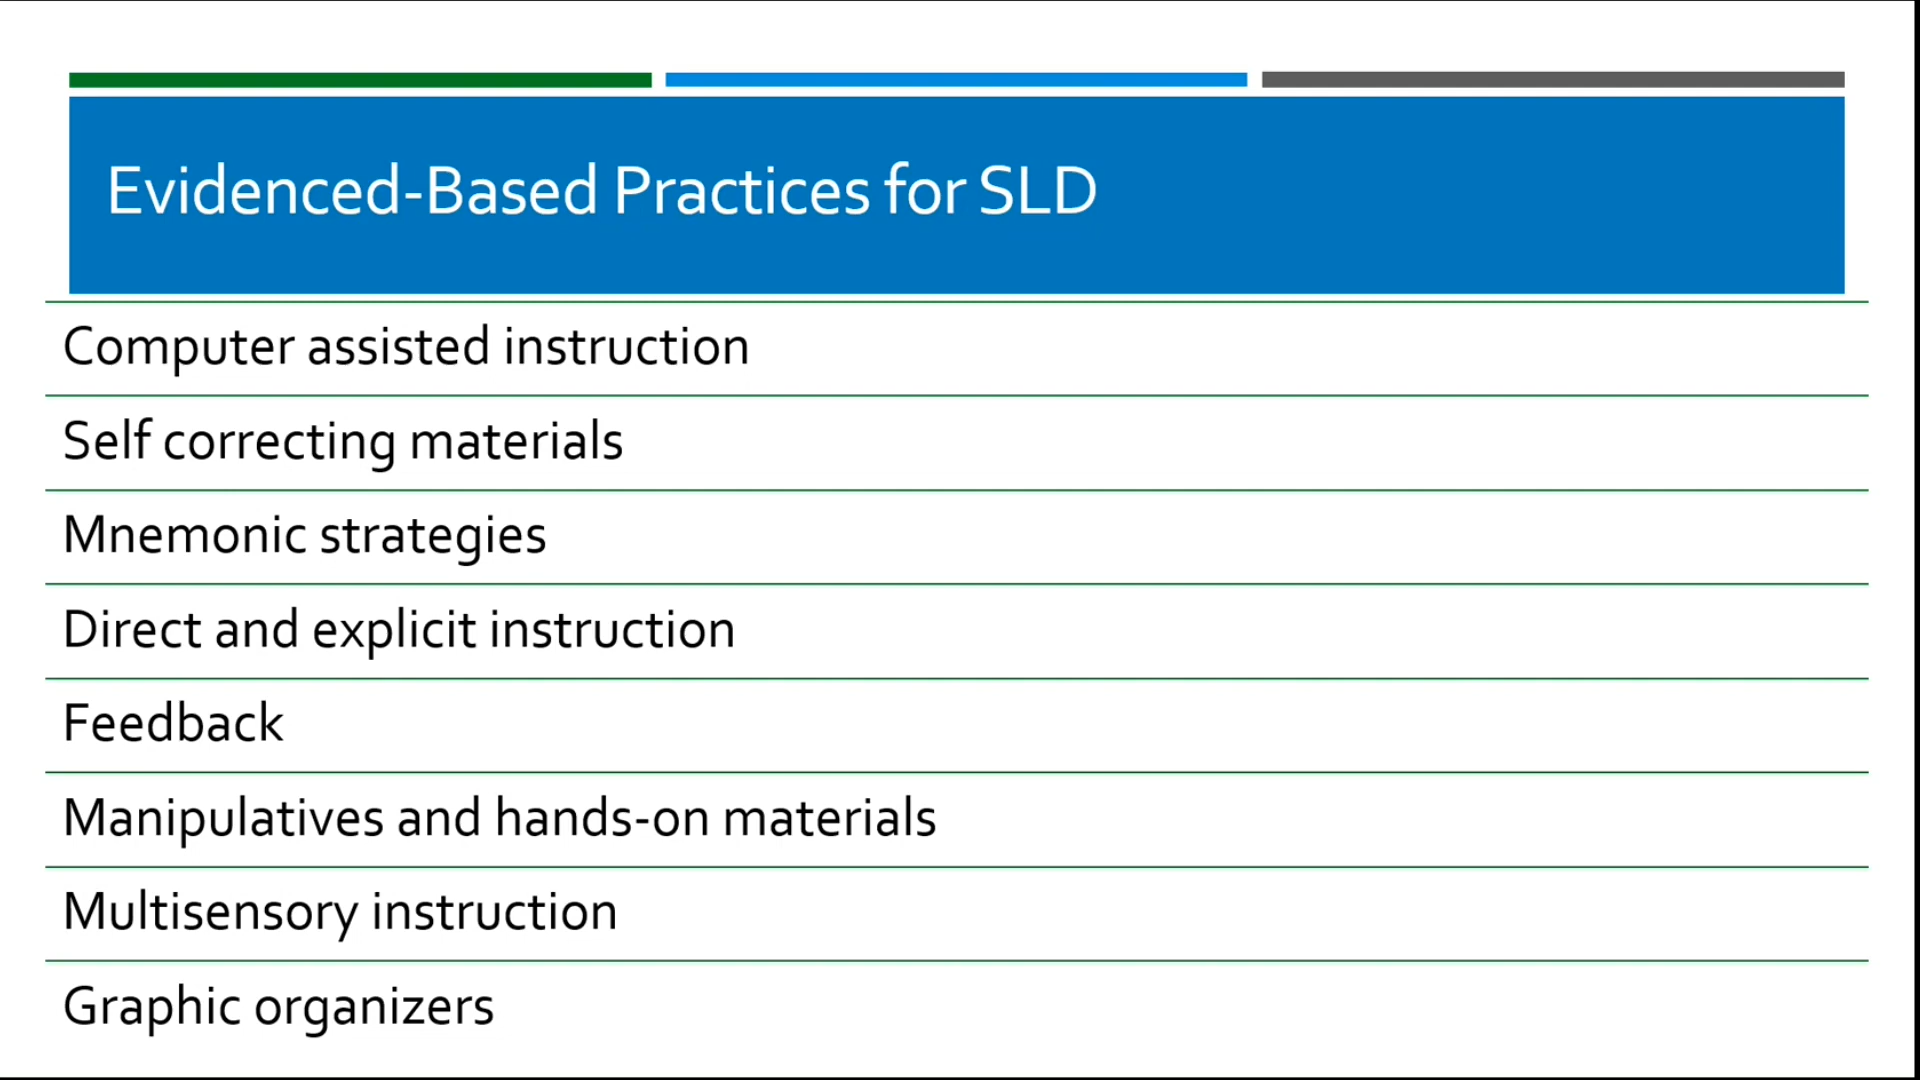 Evidenced-Based Practices for SLD
Computer assisted instruction
Self correcting materials
Mnemonic strategies
Direct and explicit instruction
Feedback
Manipulatives and hands-on materials
Multisensory instruction
Graphic organizers